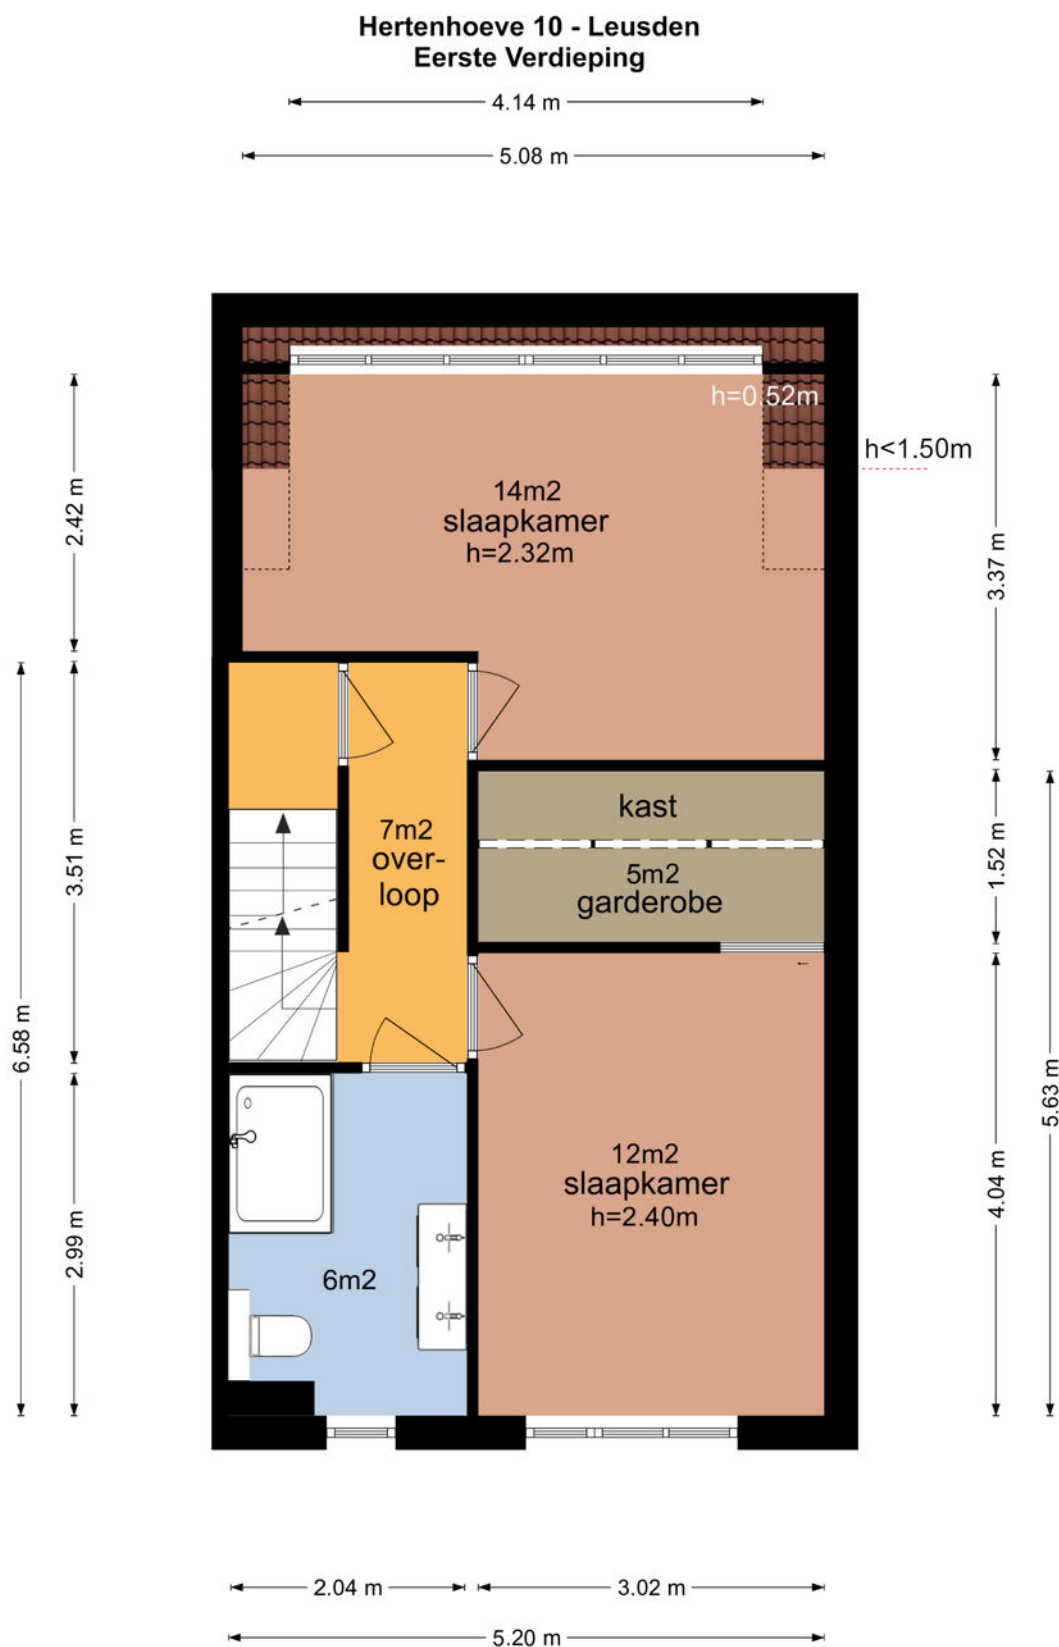 Hertenhoeve 10 - Leusden
Eerste Verdieping
4.14 m
5.08 m
h=0.52m
h<1.50m
14m2
slaapkamer
h=2.32m
2.42 m
3.37 m
kast
7m2
over-
loop
5m2
garderobe
3.51 m
1.52 m
6.58 m
5.63 m
12m2
slaapkamer
h=2.40m
4.04 m
2.99 m
6m2
2.04 m
3.02 m
5.20 m